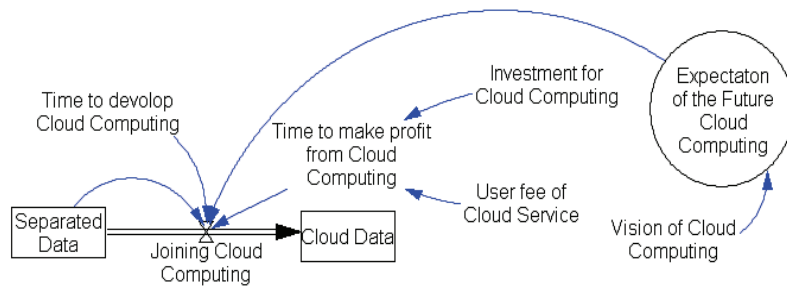 Time to devolop
Cloud Computing
Investment for
Cloud Computing
Expectaton
of the Future
Cloud
Computing
Time to make profit
from Cloud
Computing
User fee of
Cloud Service
Separated
Data
Joining Cloud
Computing
Cloud Data
Vision of Cloud
Computing